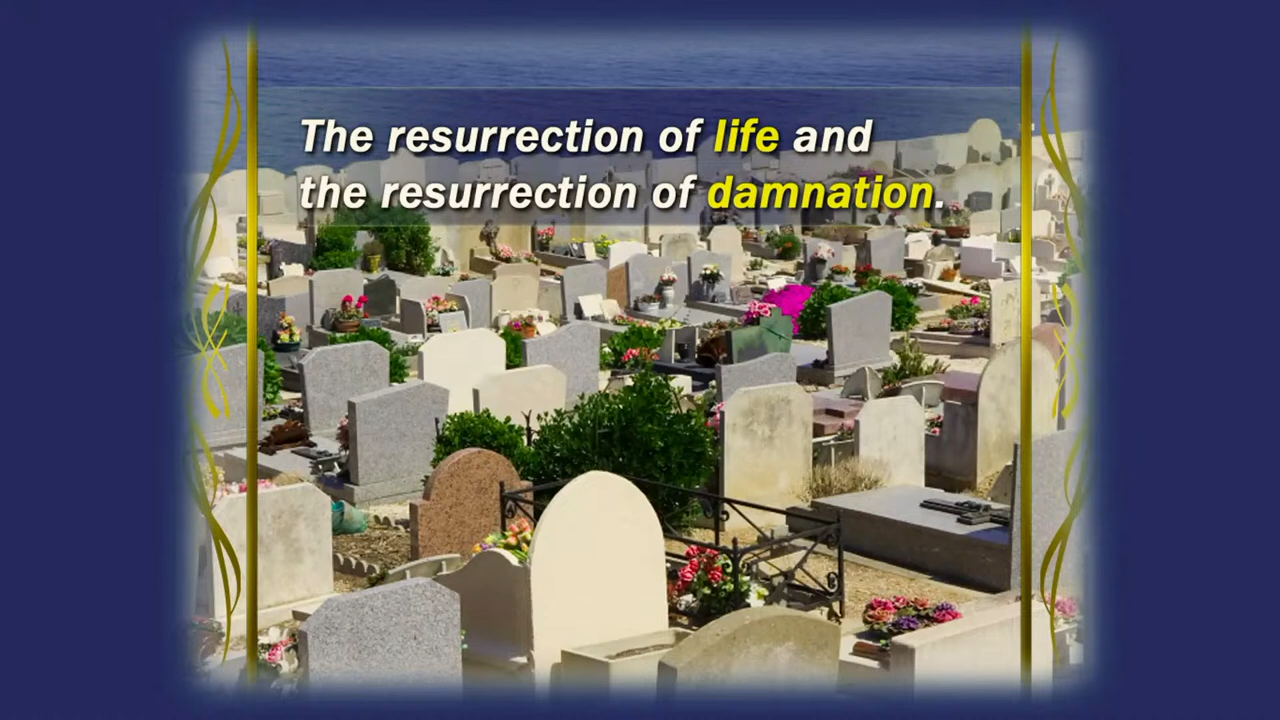 The resurrection of life and
the resurrection of damnation.